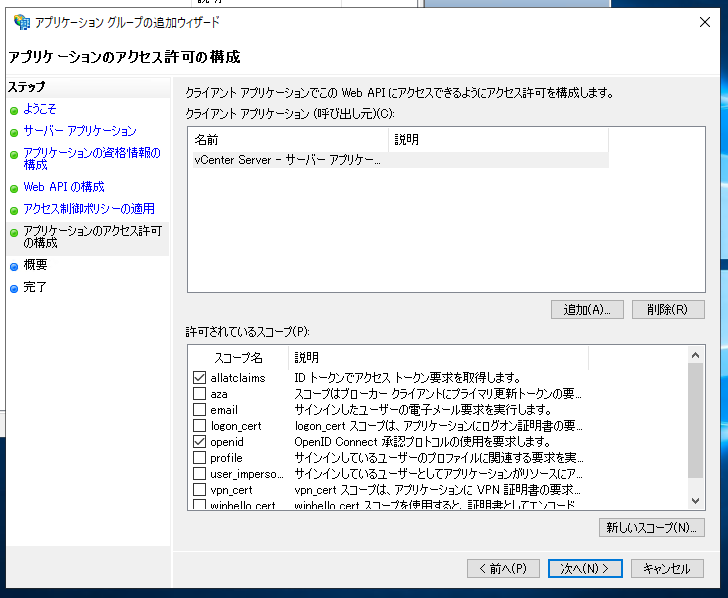 アプリケーション グループの追加ウィザード
アプリケーションのアクセス許可の構成
ステップ
ようこそ
サーバー アプリケーション
アプリケーションの資格情報の
構成
Web API の構成
アクセス制御ポリシーの適用
アプリケーションのアクセス許可
の構成
概要
完了
クライアント アプリケーションでこの Web API にアクセスできるようにアクセス許可を構成します。
クライアント アプリケーション (呼び出し元)(C):
名前 説明
vCenter Server - サーバー アプリケー...
追加(A)... 削除(R)
許可されているスコープ(P):
スコープ名 説明
allatclaims ID トークンでアクセス トークン要求を取得します。
aza スコープはブローカー クライアントにプライマリ更新トークンの要...
email サインインしたユーザーの電子メール要求を実行します。
logon_cert logon_cert スコープは、アプリケーションにログオン証明書の要...
openid OpenID Connect 承認プロトコルの使用を要求します。
profile サインインしているユーザーのプロファイルに関連する要求を実...
user_imperso... サインインしているユーザーとしてアプリケーションがリソースにア...
vpn_cert vpn_cert スコープは、アプリケーションに VPN 証明書の要求...
winhello_cert winhello_cert スコープを使用すると、証明書としてエンコード
新しいスコープ(N)...
< 前へ(P) 次へ(N) > キャンセル